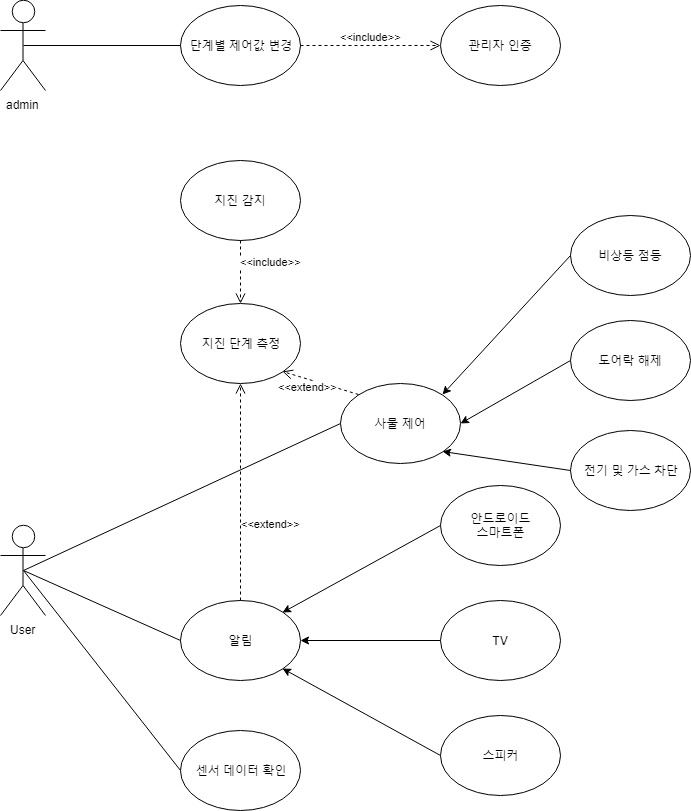 단계별 제어값 변경
<<include>>
관리자 인증
admin
지진 감지
<<include>>
비상등 점등
지진 단계 측정
도어락 해제
<<extend>>
사물 제어
전기 및 가스 차단
안드로이드
스마트폰
<<extend>>
User
알림
TV
스피커
센서 데이터 확인